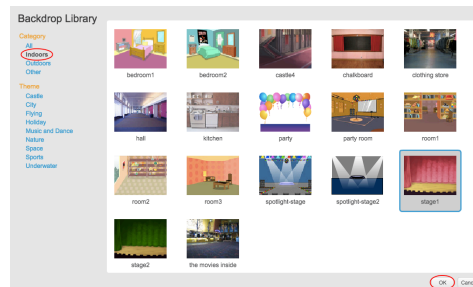 Backdrop Library
Category
All
Indoors
Outdoors
Other
Theme
Castle
City
Flying
Holiday
Music and Dance
Nature
Space
Sports
Underwater
bedroom1 bedroom2 castle4 chalkboard clothing store
hall kitchen party party room room1
room2 room3 spotlight-stage spotlight-stage2 stage1
stage2 the movies inside
OK Canc